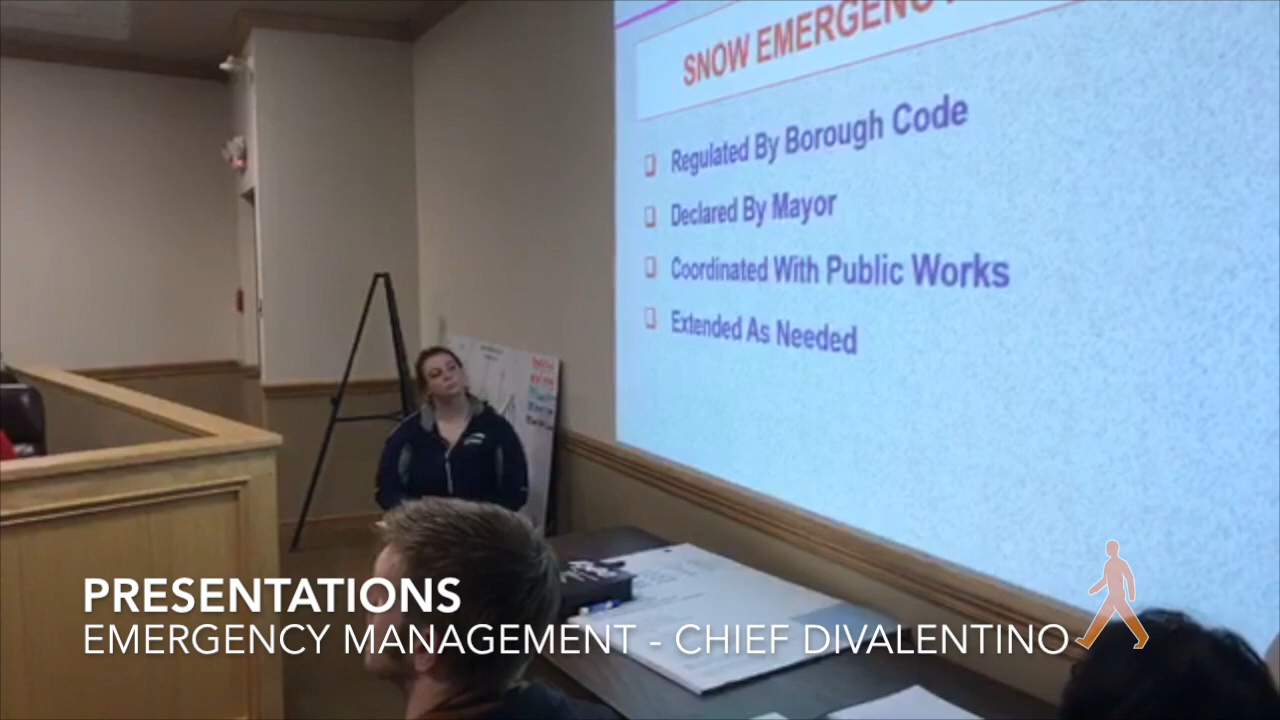 SNOW EMERGENCY
Regulated By Borough Code
Declared By Mayor
Coordinated With Public Works
Extended As Needed
PRESENTATIONS
EMERGENCY MANAGEMENT - CHIEF DIVALENTINO